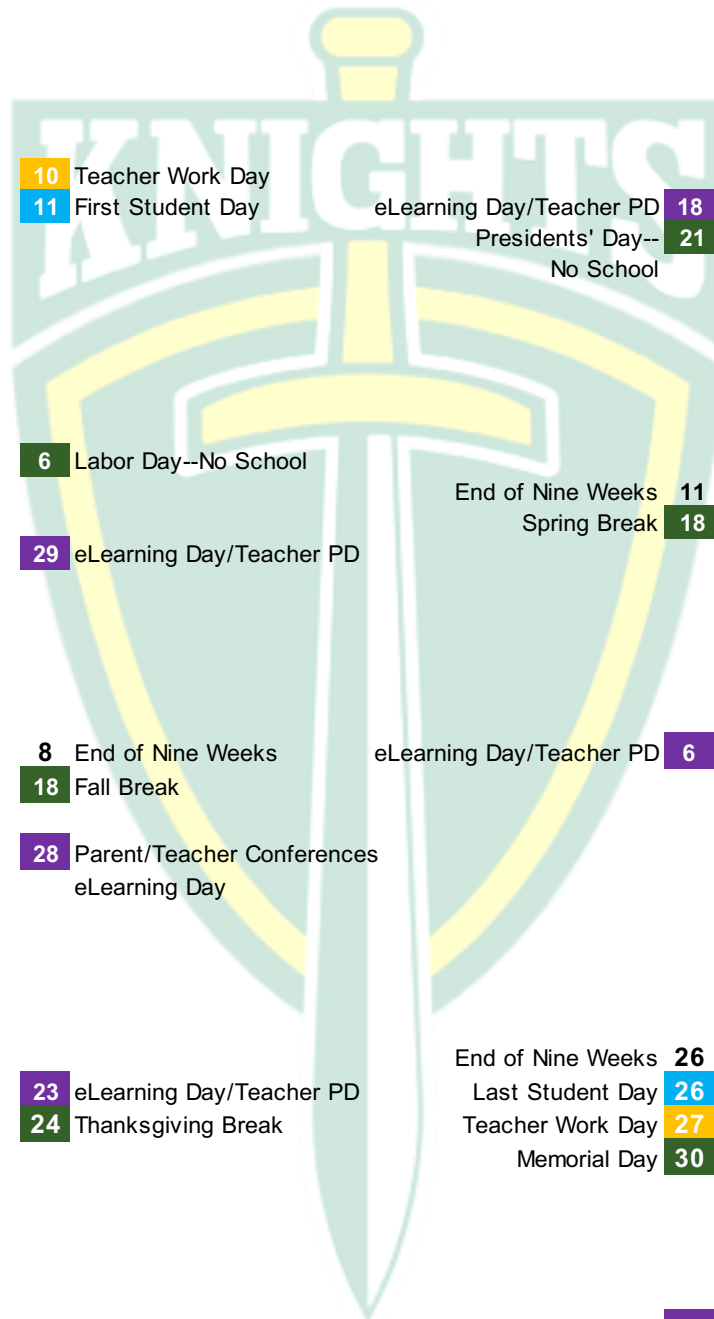 KNIGHTS
10 Teacher Work Day
11 First Student Day
6 Labor Day--No School
29 eLearning Day/Teacher PD
8 End of Nine Weeks
18 Fall Break
28 Parent/Teacher Conferences
eLearning Day
23 eLearning Day/Teacher PD
24 Thanksgiving Break
eLearning Day/Teacher PD 18
Presidents' Day-- 21
No School
End of Nine Weeks 11
Spring Break 18
eLearning Day/Teacher PD 6
End of Nine Weeks 26
Last Student Day 26
Teacher Work Day 27
Memorial Day 30